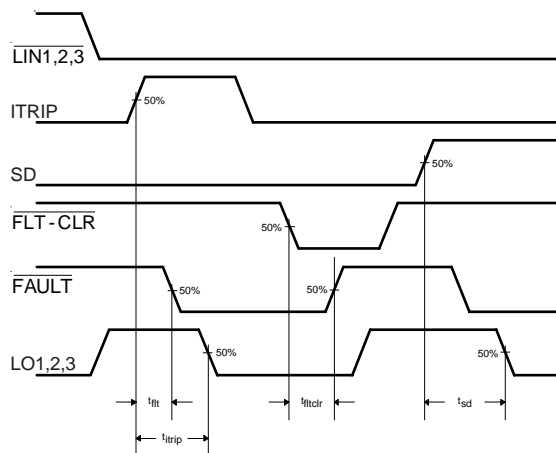 LIN1,2,3
ITRIP
50%
SD
50%
FLT-CLR
50%
FAULT
50%
50%
LO1,2,3
50%
50%
tflt
tfltclr
tsd
titrip